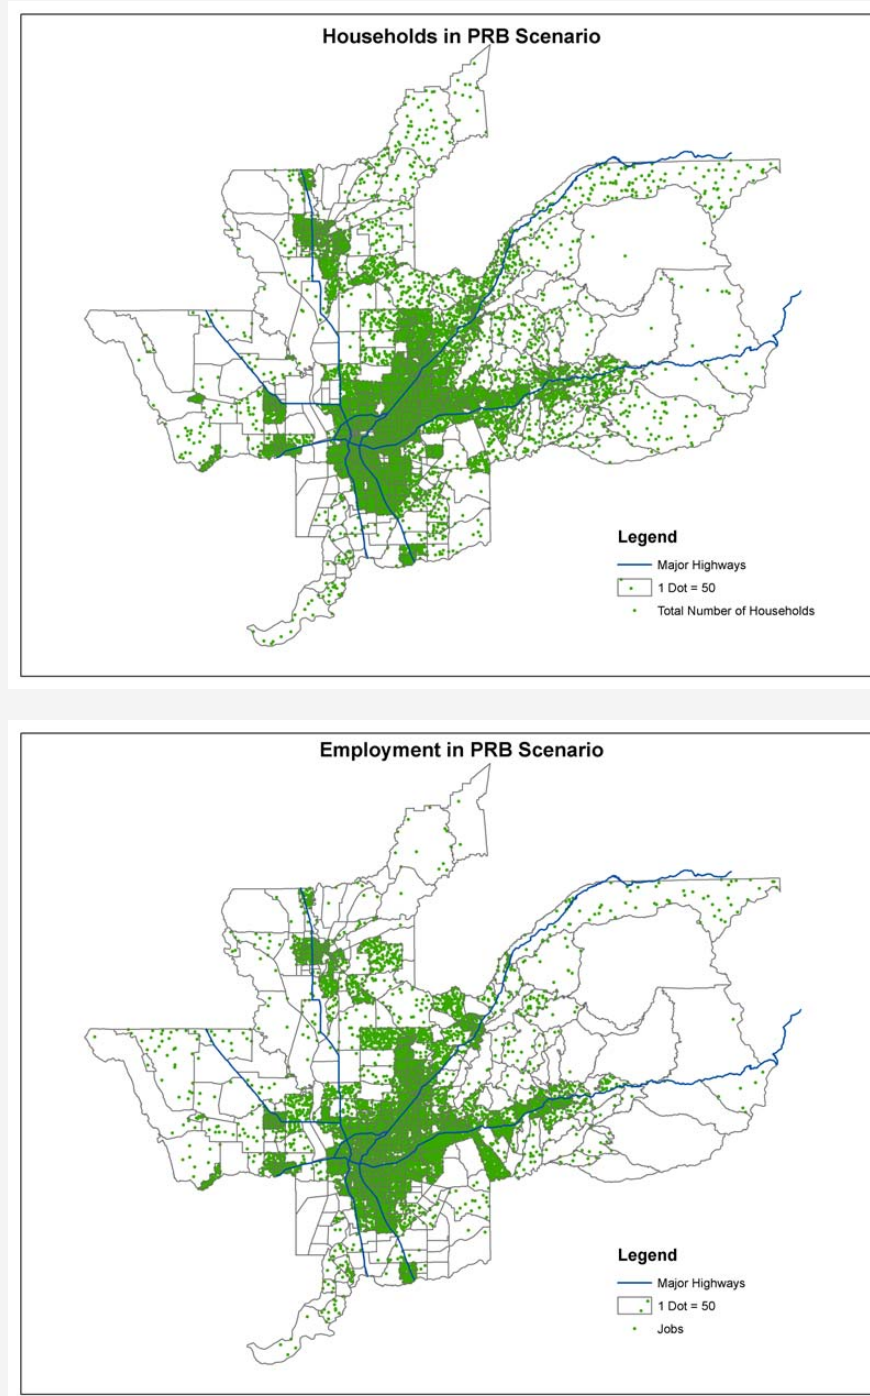 Households in PRB Scenario
Legend
Major Highways
1 Dot = 50
Total Number of Households
Employment in PRB Scenario
Legend
Major Highways
1 Dot = 50
Jobs